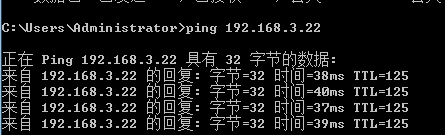 C:\Users\Administrator>ping 192.168.3.22
正在 Ping 192.168.3.22 具有 32 字节的数据:
来自 192.168.3.22 的回复: 字节=32 时间=38ms TTL=125
来自 192.168.3.22 的回复: 字节=32 时间=40ms TTL=125
来自 192.168.3.22 的回复: 字节=32 时间=37ms TTL=125
来自 192.168.3.22 的回复: 字节=32 时间=39ms TTL=125